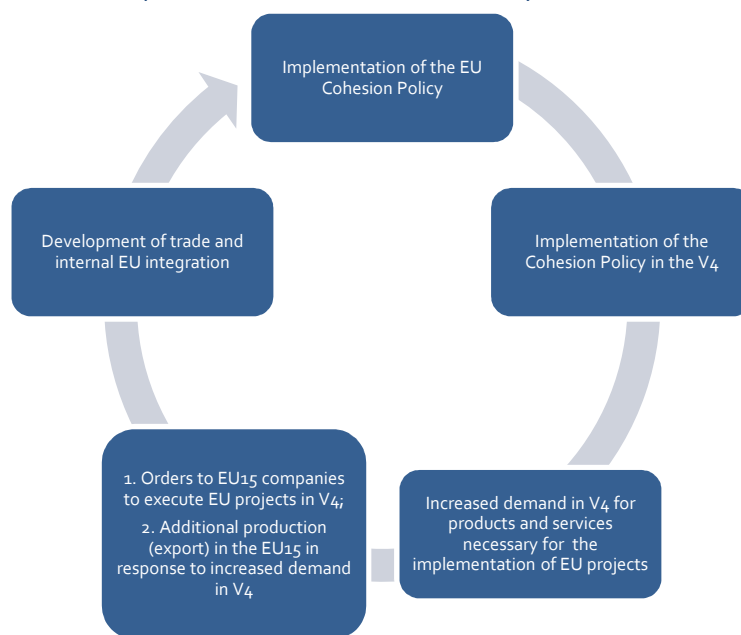 Implementation of the EU
Cohesion Policy
Development of trade and
internal EU integration
Implementation of the
Cohesion Policy in the V4
1. Orders to EU15 companies
to execute EU projects in V4;
2. Additional production
(export) in the EU15 in
response to increased demand
in V4
Increased demand in V4 for
products and services
necessary for the
implementation of EU projects